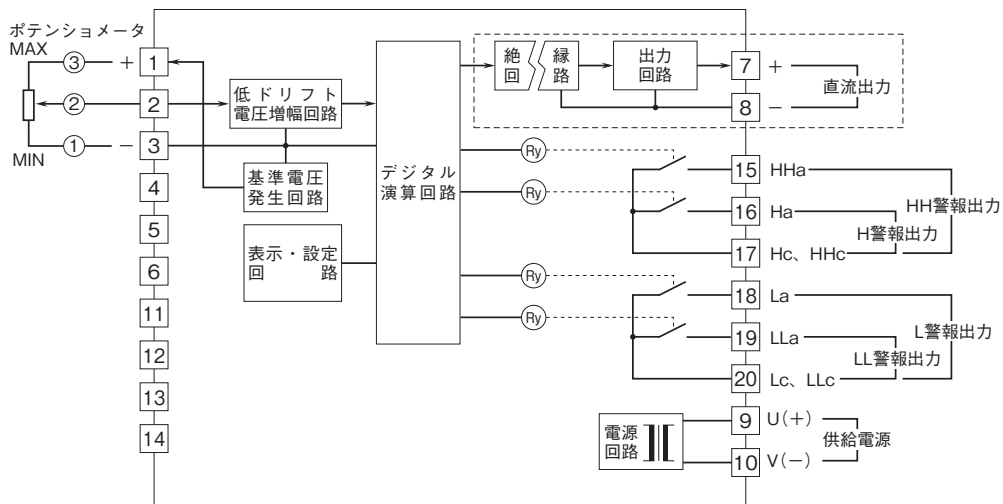 ポテンショメータ
MAX
③
+
1
②
2
①
−
3
MIN
4
5
6
11
12
13
14
低ドリフト
電圧増幅回路
基準電圧
発生回路
表示・設定
回 路
デジタル
演算回路
絶 縁
回 路
出力
回路
7
+
8
−
直流出力
Ry
Ry
Ry
Ry
15
HHa
16
Ha
17
Hc、HHc
H警報出力
HH警報出力
18
La
19
LLa
20
Lc、LLc
LL警報出力
L警報出力
電源
回路
9
U(+)
10
V(−)
供給電源